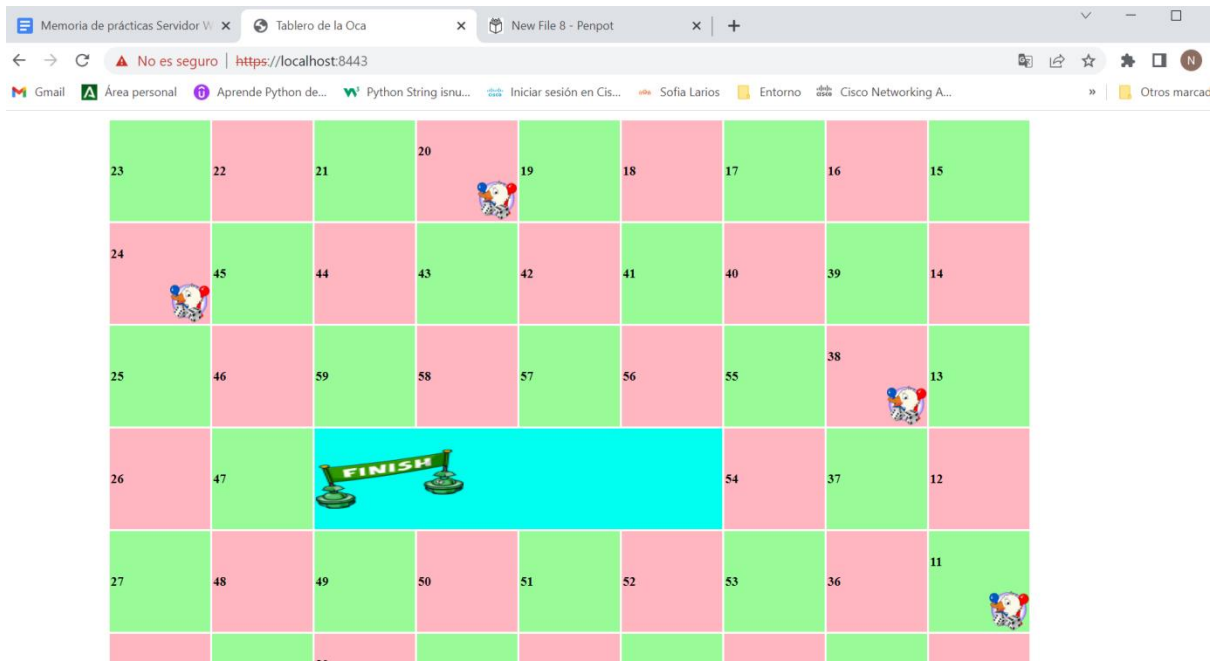 Memoria de prácticas Servidor W
Tablero de la Oca
New File 8 - Penpot
No es seguro | https://localhost:8443
N
Gmail Área personal Aprende Python de... Python String isnu... Iniciar sesión en Cis... Sofia Larios Entorno Cisco Networking A... » Otros marcad
23 22 21 20 19 18 17 16 15
24 45 44 43 42 41 40 39 14
25 46 59 58 57 56 55 38 13
26 47 FINISH 54 37 12
27 48 49 50 51 52 53 36 11